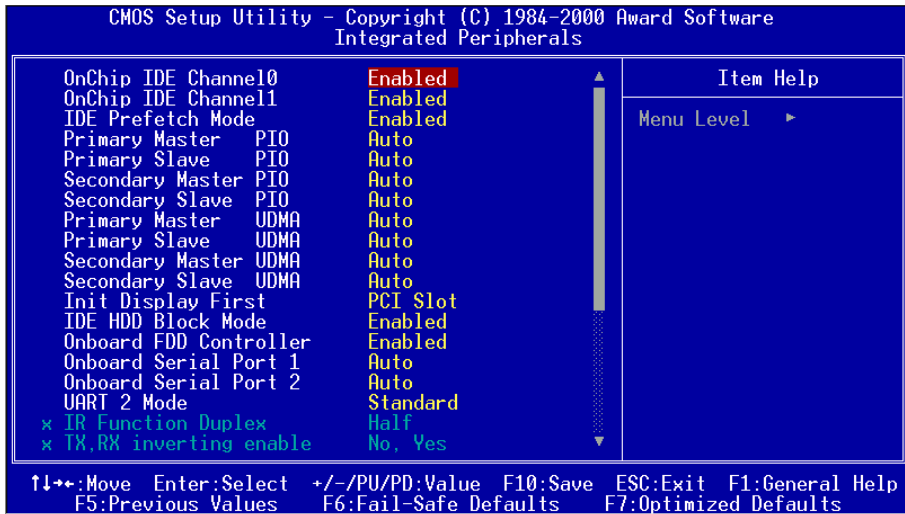 CMOS Setup Utility - Copyright (C) 1984-2000 Award Software
Integrated Peripherals
OnChip IDE Channel0 Enabled
OnChip IDE Channel1 Enabled
IDE Prefetch Mode Enabled
Primary Master PIO Auto
Primary Slave PIO Auto
Secondary Master PIO Auto
Secondary Slave PIO Auto
Primary Master UDMA Auto
Primary Slave UDMA Auto
Secondary Master UDMA Auto
Secondary Slave UDMA Auto
Init Display First PCI Slot
IDE HDD Block Mode Enabled
Onboard FDD Controller Enabled
Onboard Serial Port 1 Auto
Onboard Serial Port 2 Auto
UART 2 Mode Standard
x IR Function Duplex Half
x TX,RX inverting enable No, Yes
Item Help
Menu Level ►
↑↓→←:Move Enter:Select +/-/PU/PD:Value F10:Save ESC:Exit F1:General Help
F5:Previous Values F6:Fail-Safe Defaults F7:Optimized Defaults